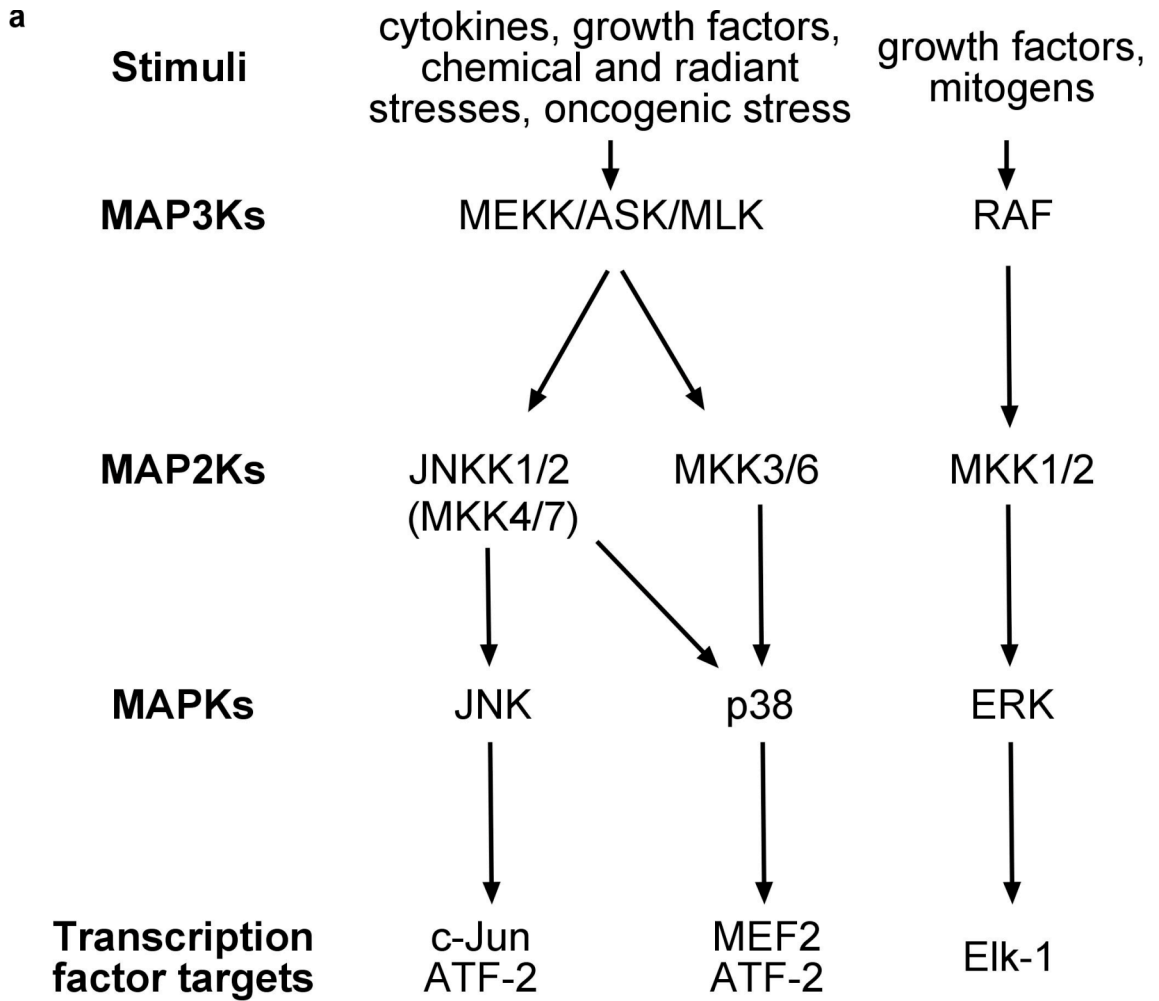 a
Stimuli
cytokines, growth factors,
chemical and radiant
stresses, oncogenic stress
growth factors,
mitogens
MAP3Ks
MEKK/ASK/MLK
RAF
MAP2Ks
JNKK1/2
(MKK4/7)
MKK3/6
MKK1/2
MAPKs
JNK
p38
ERK
Transcription
factor targets
c-Jun
ATF-2
MEF2
ATF-2
Elk-1